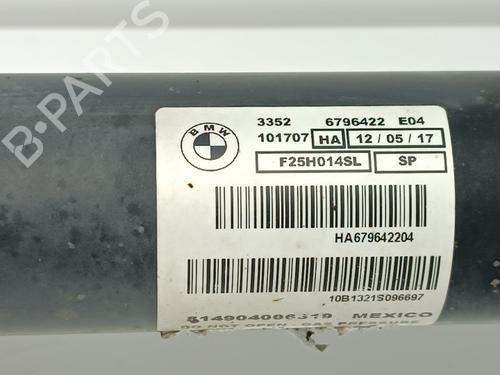 B-PARTS
BMW
3352 6796422 E04
101707 HA 12/05/17
F25H014SL SP
HA679642204
10B1321S096697
814904006319 MEXICO
DO NOT OPEN - GAS PRESSURE